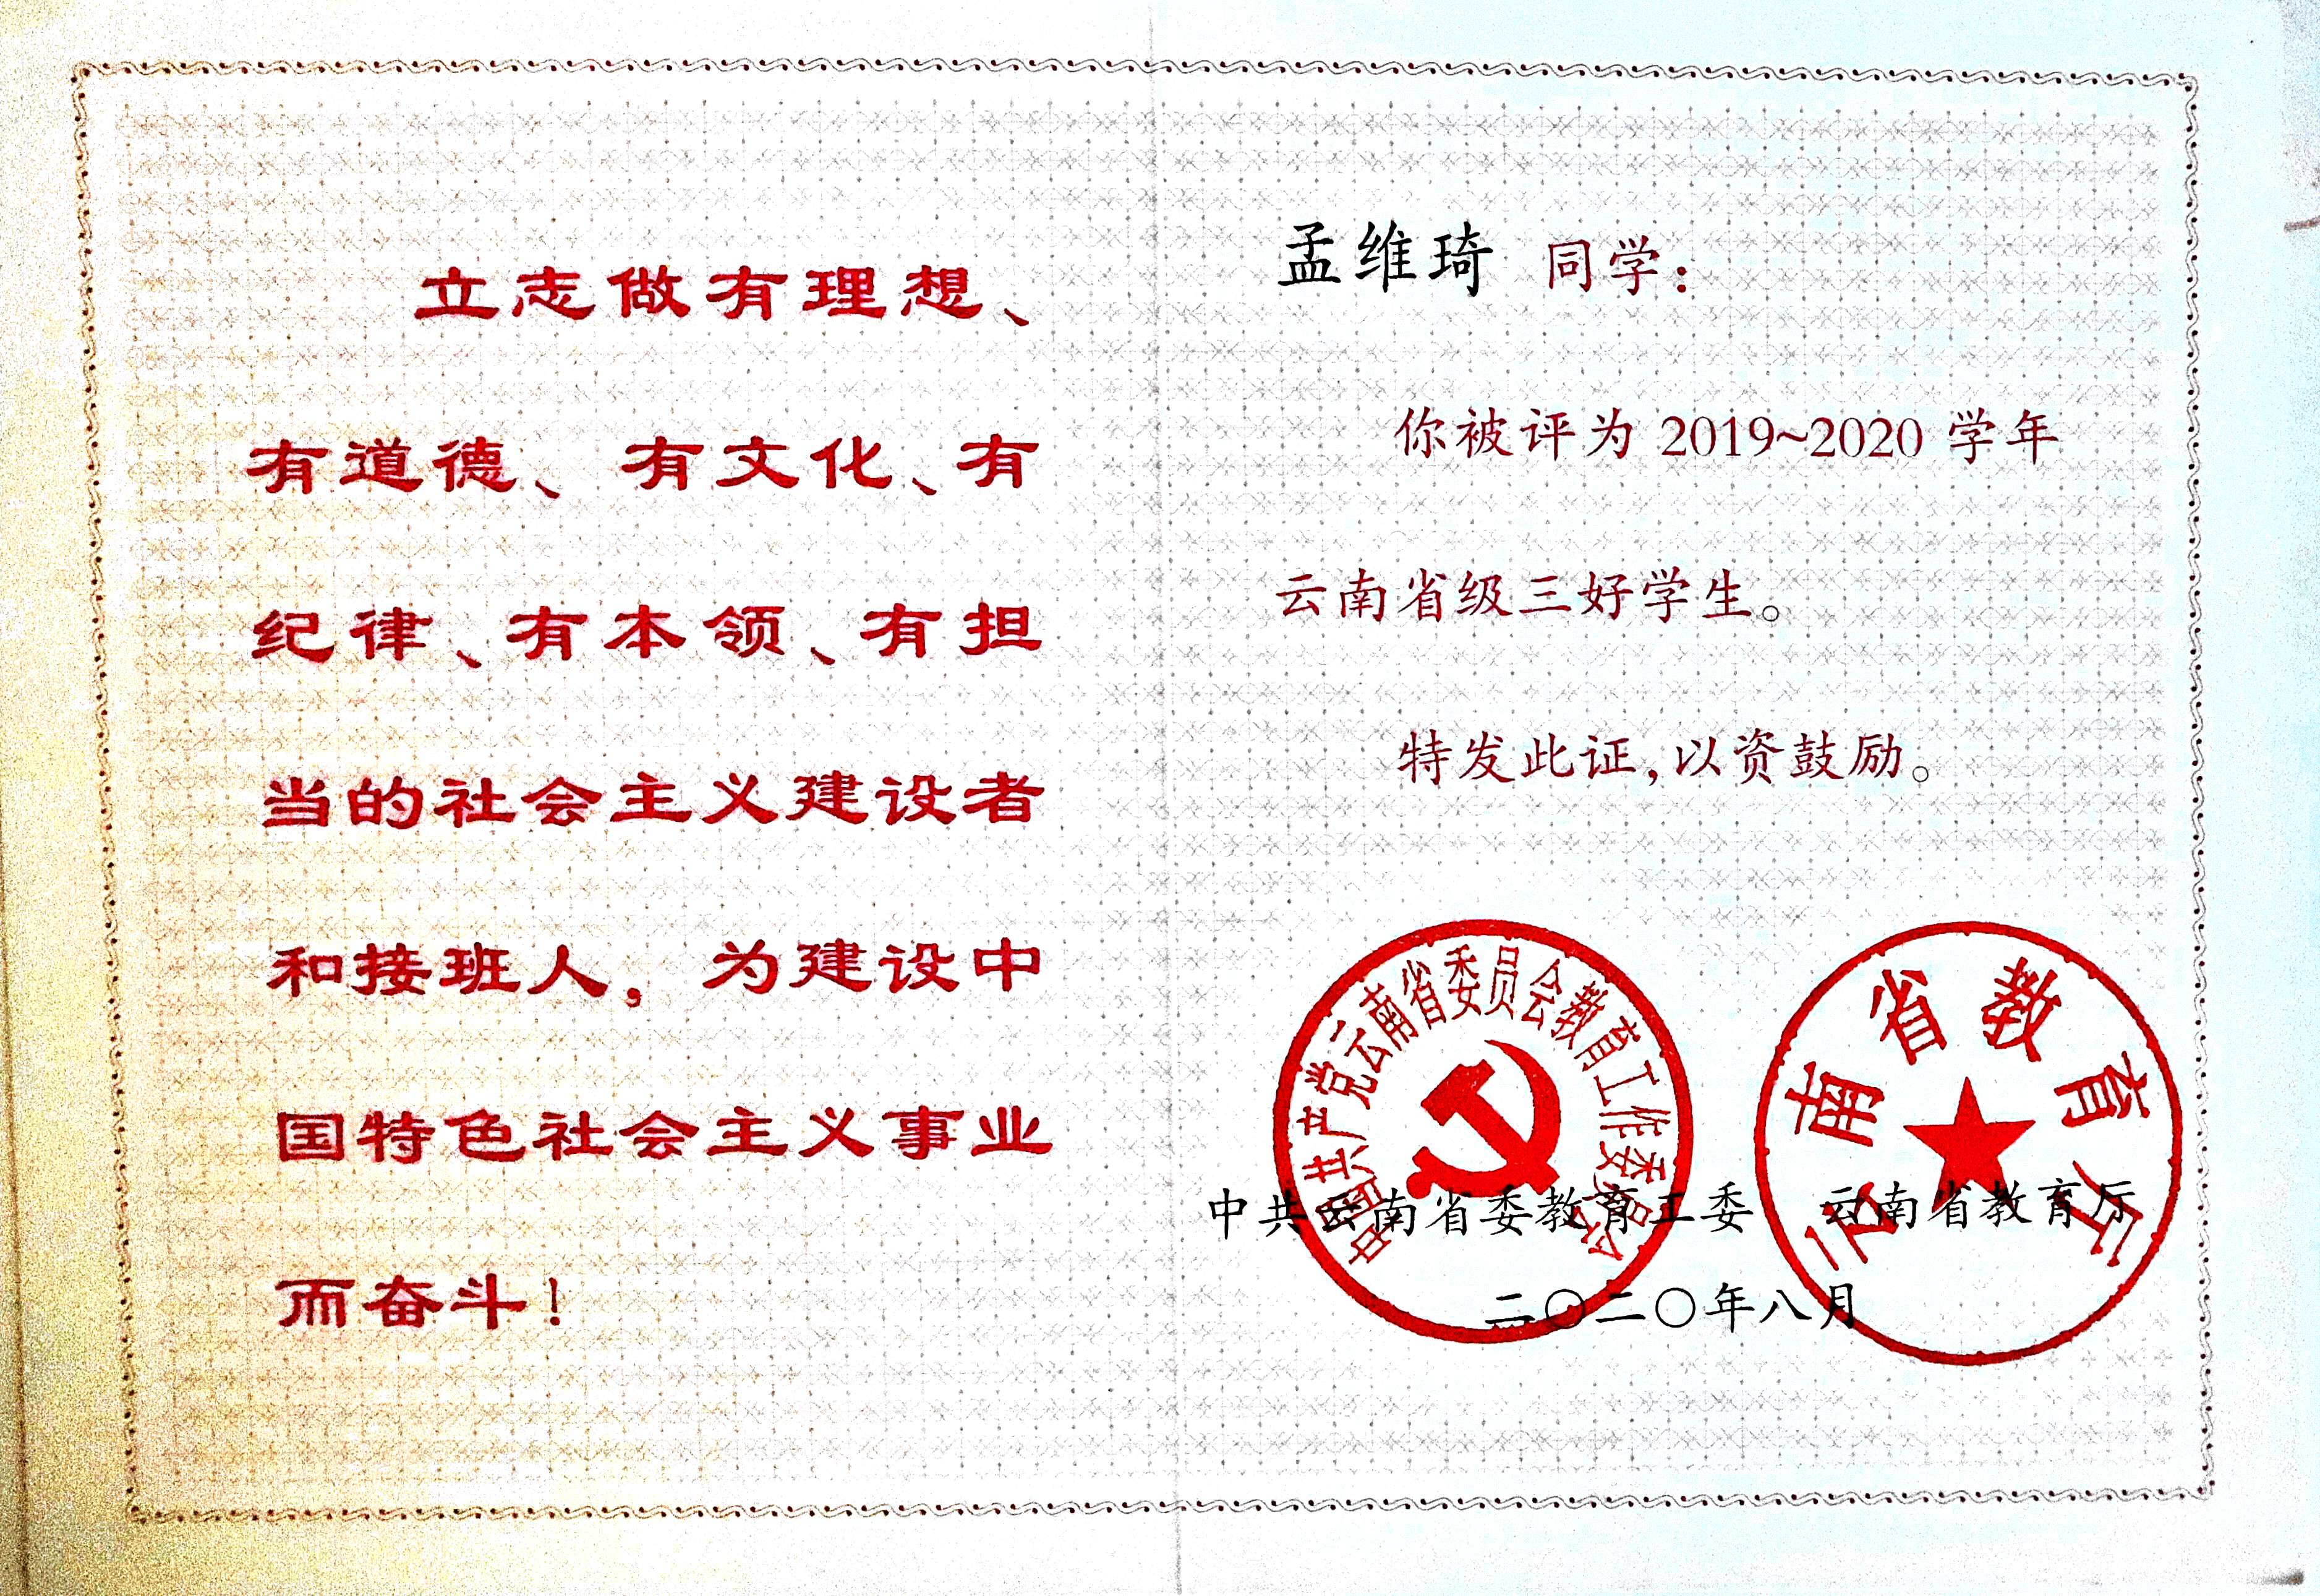 立志做有理想、
有道德、有文化、有
纪律、有本领、有担
当的社会主义建设者
和接班人，为建设中
国特色社会主义事业
而奋斗！
孟维琦 同学：
你被评为 2019~2020 学年
云南省级三好学生。
特发此证,以资鼓励。
中国共产党云南省委员会教育工作委员会
云南省教育厅
中共云南省委教育工委 云南省教育厅
二〇二〇年八月